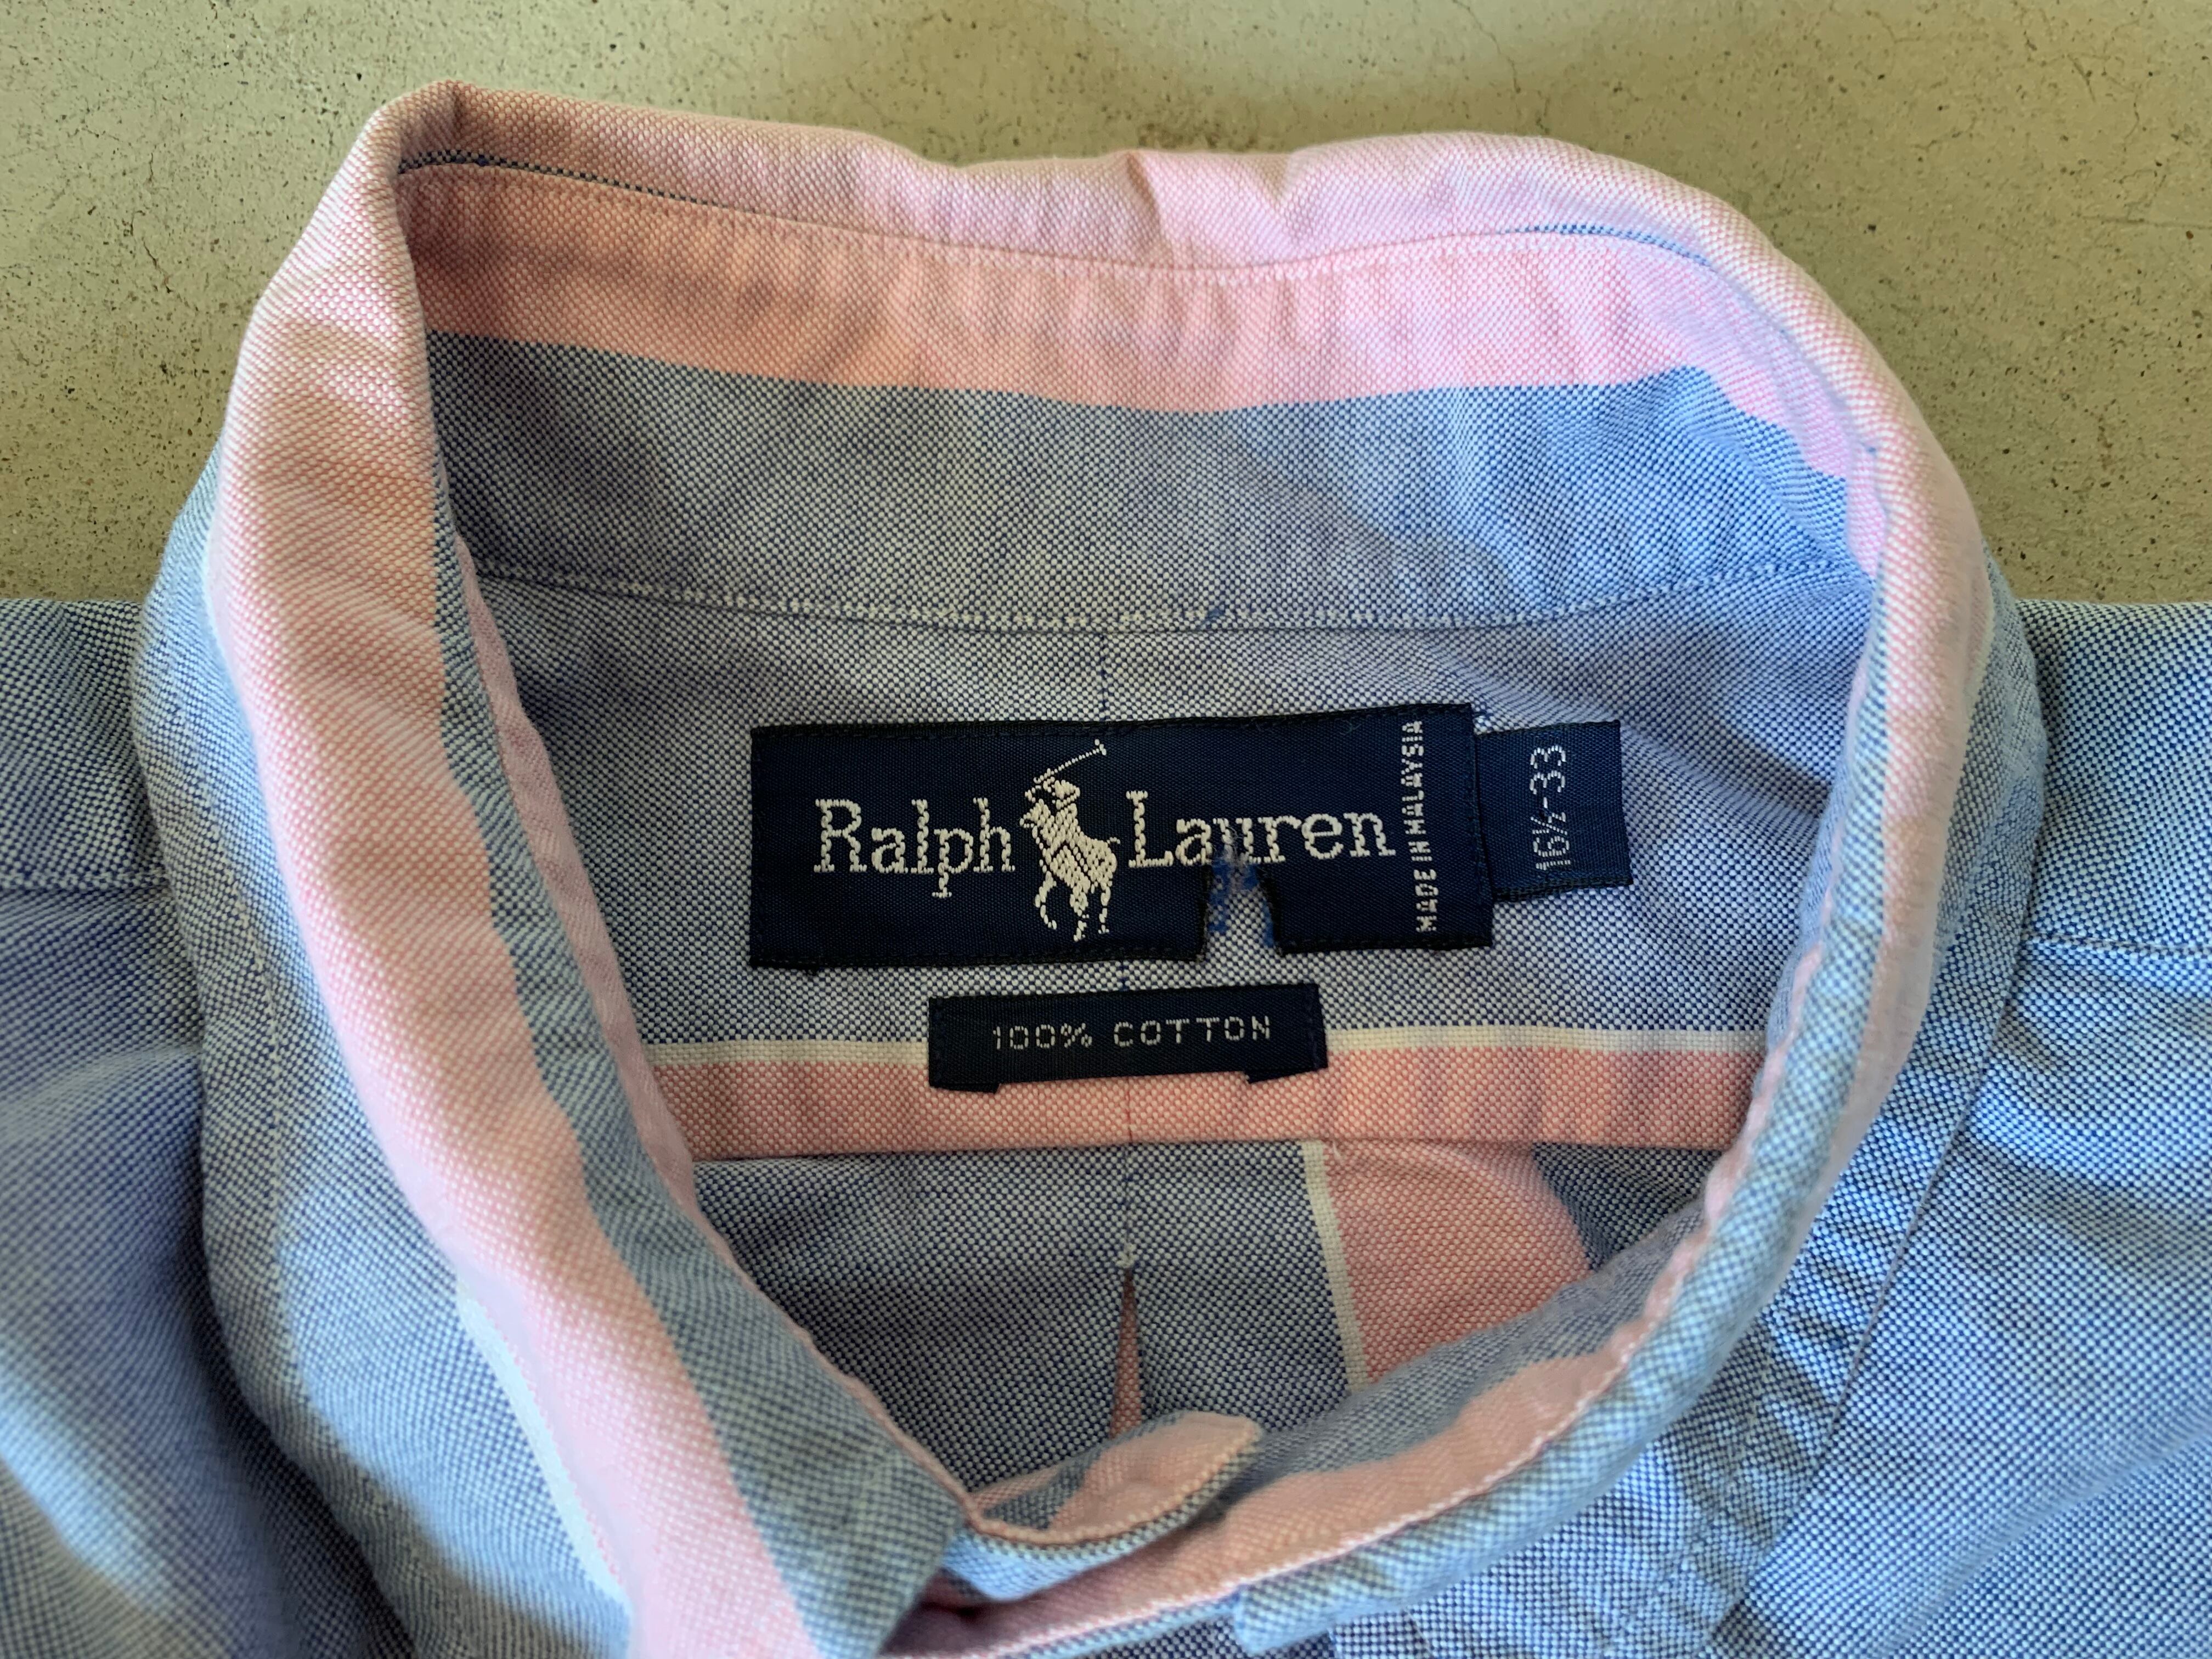 Ralph Lauren
MADE IN MALAYSIA
16½-33
100% COTTON